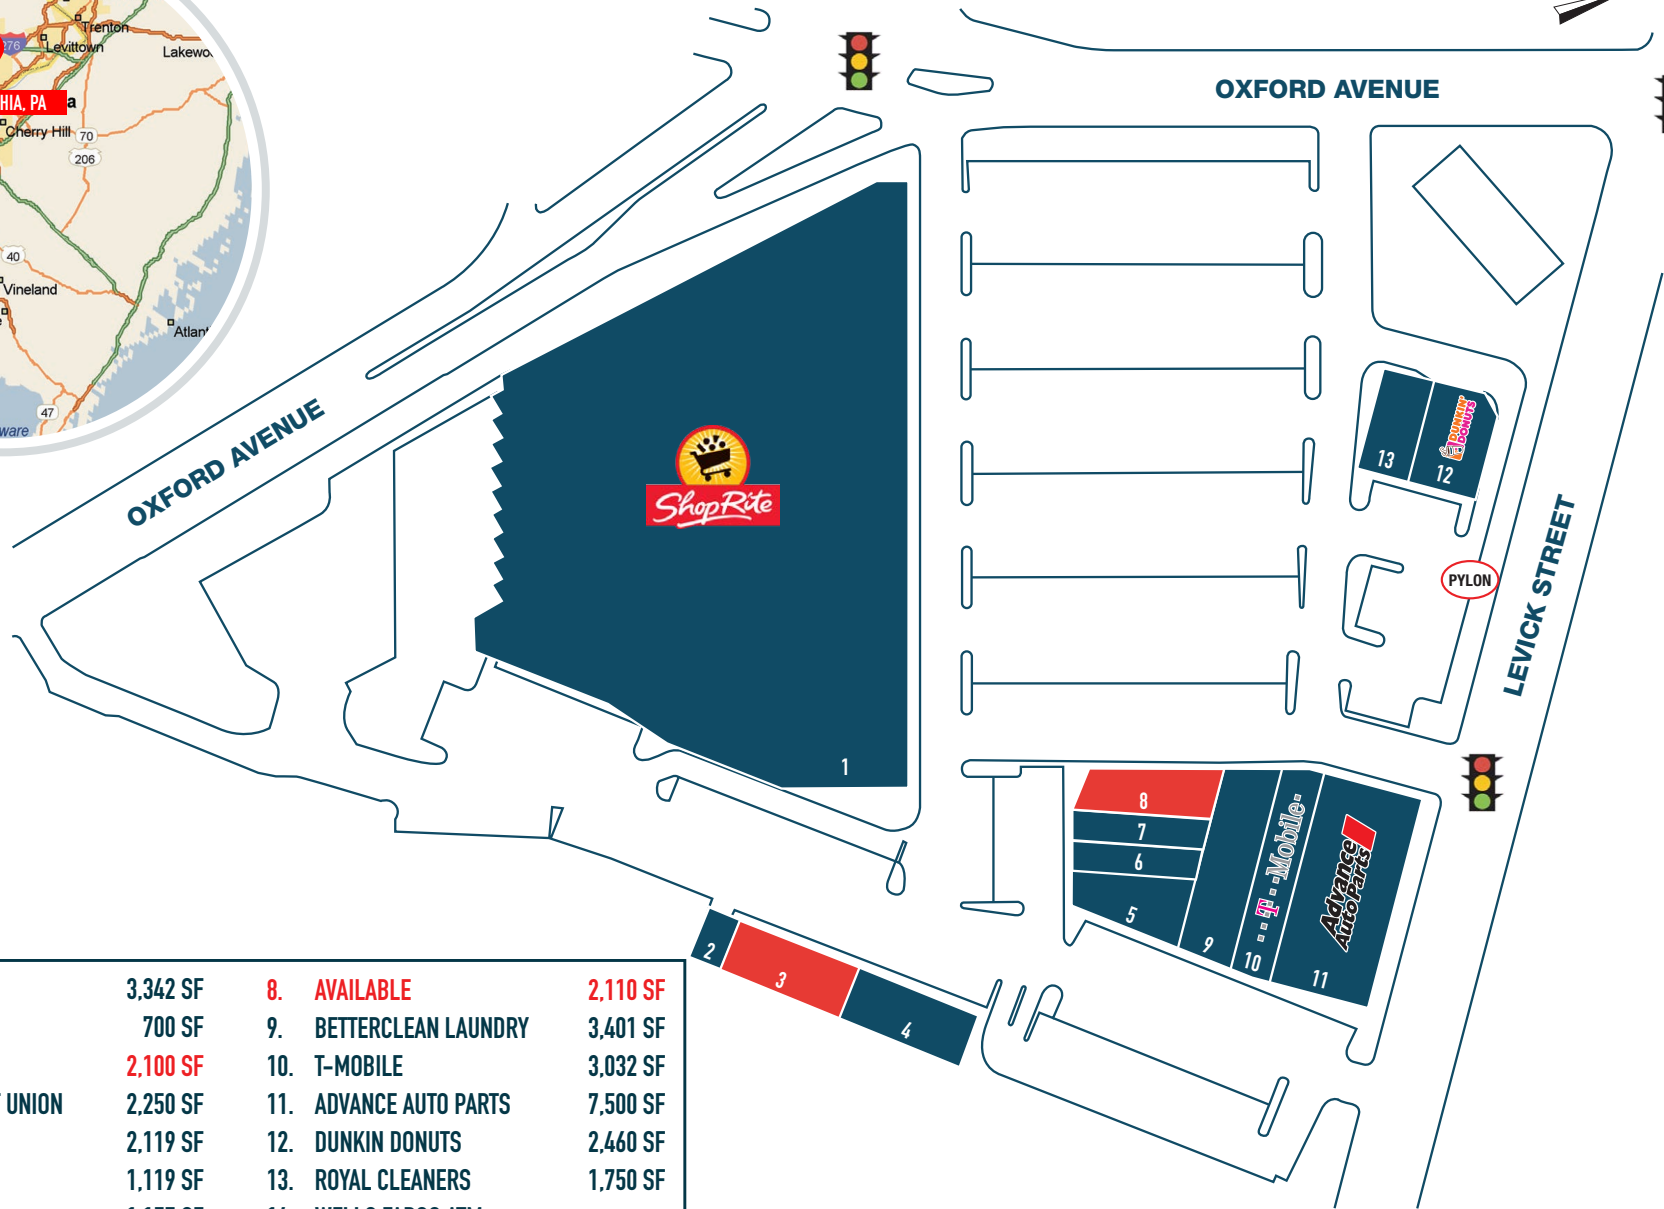 Trenton
276
Levittown
Lakewo
HIA, PA
a
Cherry Hill
70
206
40
Vineland
Atlant
47
ware
OXFORD AVENUE
OXFORD AVENUE
LEVICK STREET
PYLON
ShopRite
1
DUNKIN'
DONUTS
13
12
8
7
6
5
9
10
11
T Mobile
Advance
Auto Parts
2
3
4
3,342 SF
700 SF
2,100 SF
UNION 2,250 SF
2,119 SF
1,119 SF
8. AVAILABLE 2,110 SF
9. BETTERCLEAN LAUNDRY 3,401 SF
10. T-MOBILE 3,032 SF
11. ADVANCE AUTO PARTS 7,500 SF
12. DUNKIN DONUTS 2,460 SF
13. ROYAL CLEANERS 1,750 SF